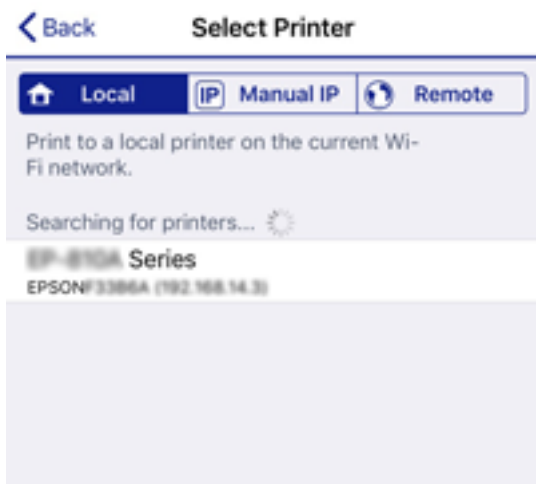 Back
Select Printer
Local
IP Manual IP
Remote
Print to a local printer on the current Wi-
Fi network.
Searching for printers...
Series
EPSON